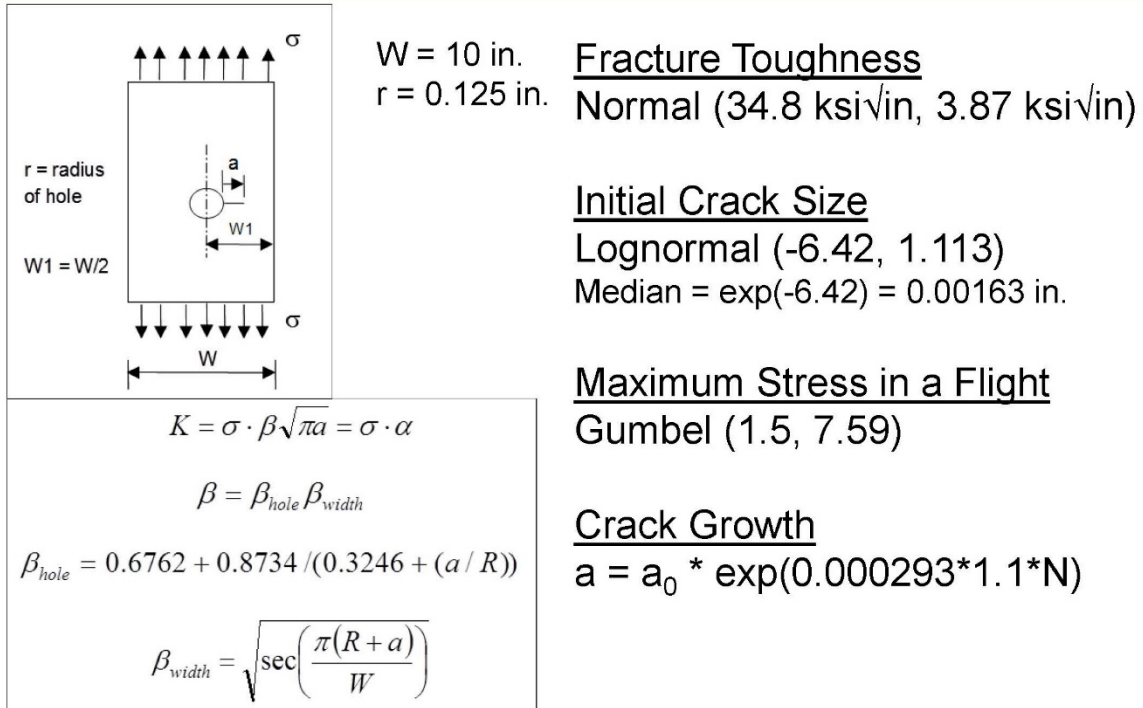 σ
r = radius
of hole
a
W1
W1 = W/2
σ
W
W = 10 in.
r = 0.125 in.
K = σ · β√πa = σ · α
β = β_hole β_width
β_hole = 0.6762 + 0.8734 /(0.3246 + (a / R))
β_width = √sec(π(R + a)/W)
Fracture Toughness
Normal (34.8 ksi√in, 3.87 ksi√in)
Initial Crack Size
Lognormal (-6.42, 1.113)
Median = exp(-6.42) = 0.00163 in.
Maximum Stress in a Flight
Gumbel (1.5, 7.59)
Crack Growth
a = a₀ * exp(0.000293*1.1*N)